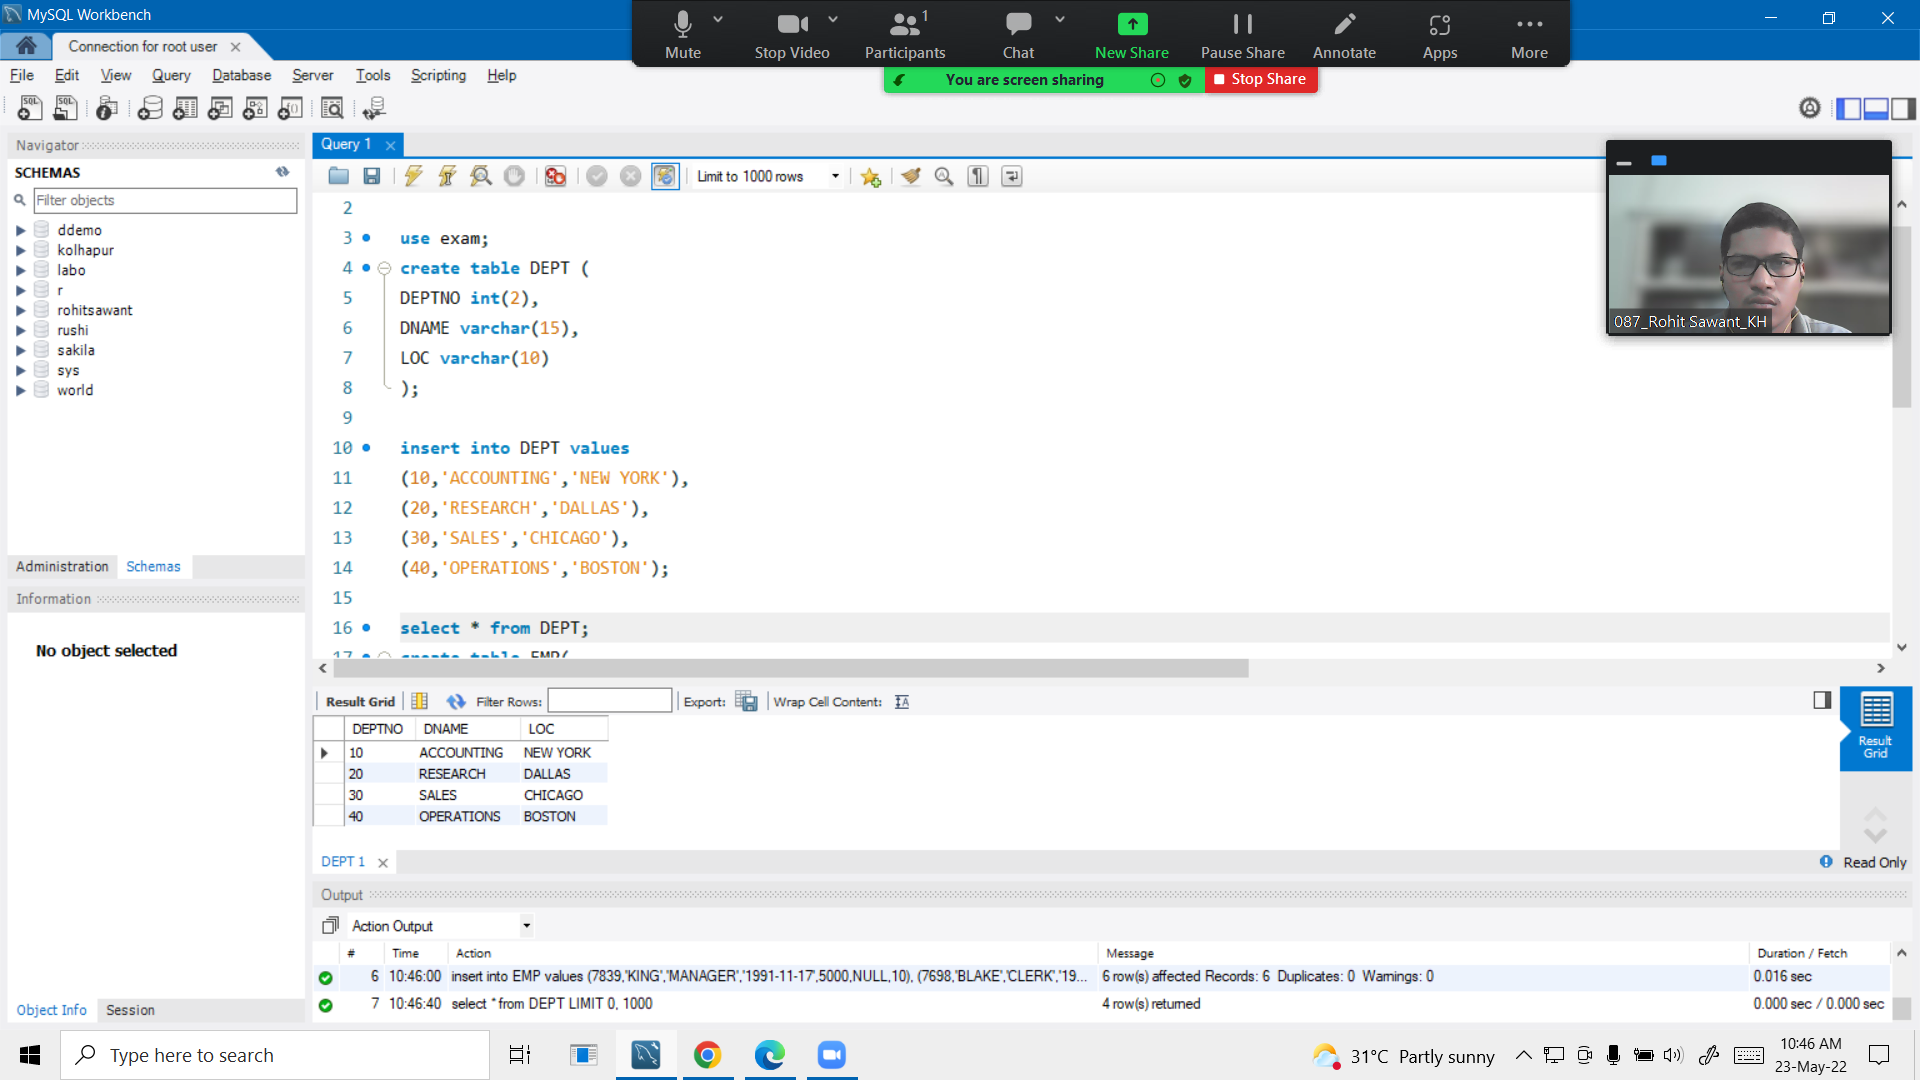 MySQL Workbench
Connection for root user
Mute
Stop Video
1
Participants
Chat
New Share
Pause Share
Annotate
Apps
More
You are screen sharing
Stop Share
File Edit View Query Database Server Tools Scripting Help
Navigator
SCHEMAS
Filter objects
ddemo
kolhapur
labo
r
rohitsawant
rushi
sakila
sys
world
Administration Schemas
Information
No object selected
Object Info Session
Query 1
Limit to 1000 rows
2
3 use exam;
4 create table DEPT (
5 DEPTNO int(2),
6 DNAME varchar(15),
7 LOC varchar(10)
8 );
9
10 insert into DEPT values
11 (10,'ACCOUNTING','NEW YORK'),
12 (20,'RESEARCH','DALLAS'),
13 (30,'SALES','CHICAGO'),
14 (40,'OPERATIONS','BOSTON');
15
16 select * from DEPT;
17 create table EMP(
087_Rohit Sawant_KH
Result Grid Filter Rows: Export: Wrap Cell Content:
DEPTNO DNAME LOC
10 ACCOUNTING NEW YORK
20 RESEARCH DALLAS
30 SALES CHICAGO
40 OPERATIONS BOSTON
Result
Grid
DEPT 1
Read Only
Output
Action Output
# Time Action Message Duration / Fetch
6 10:46:00 insert into EMP values (7839,'KING','MANAGER','1991-11-17',5000,NULL,10), (7698,'BLAKE','CLERK','19... 6 row(s) affected Records: 6 Duplicates: 0 Warnings: 0 0.016 sec
7 10:46:40 select * from DEPT LIMIT 0, 1000 4 row(s) returned 0.000 sec / 0.000 sec
Type here to search
31°C Partly sunny
10:46 AM
23-May-22